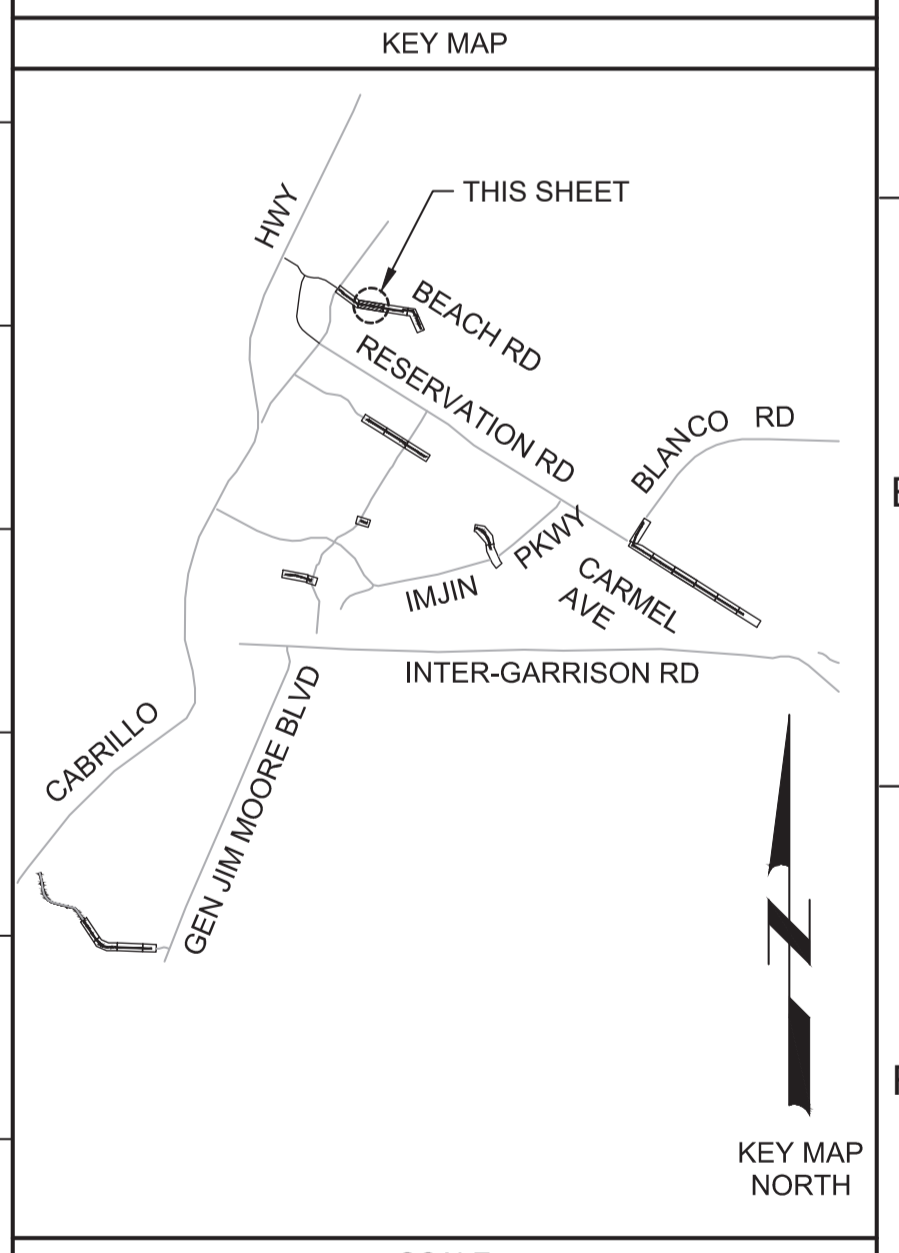 KEY MAP
THIS SHEET
HWY
BEACH RD
RESERVATION RD
BLANCO RD
IMJIN PKWY
CARMEL
AVE
INTER-GARRISON RD
CABRILLO
GEN JIM MOORE BLVD
N
KEY MAP
NORTH